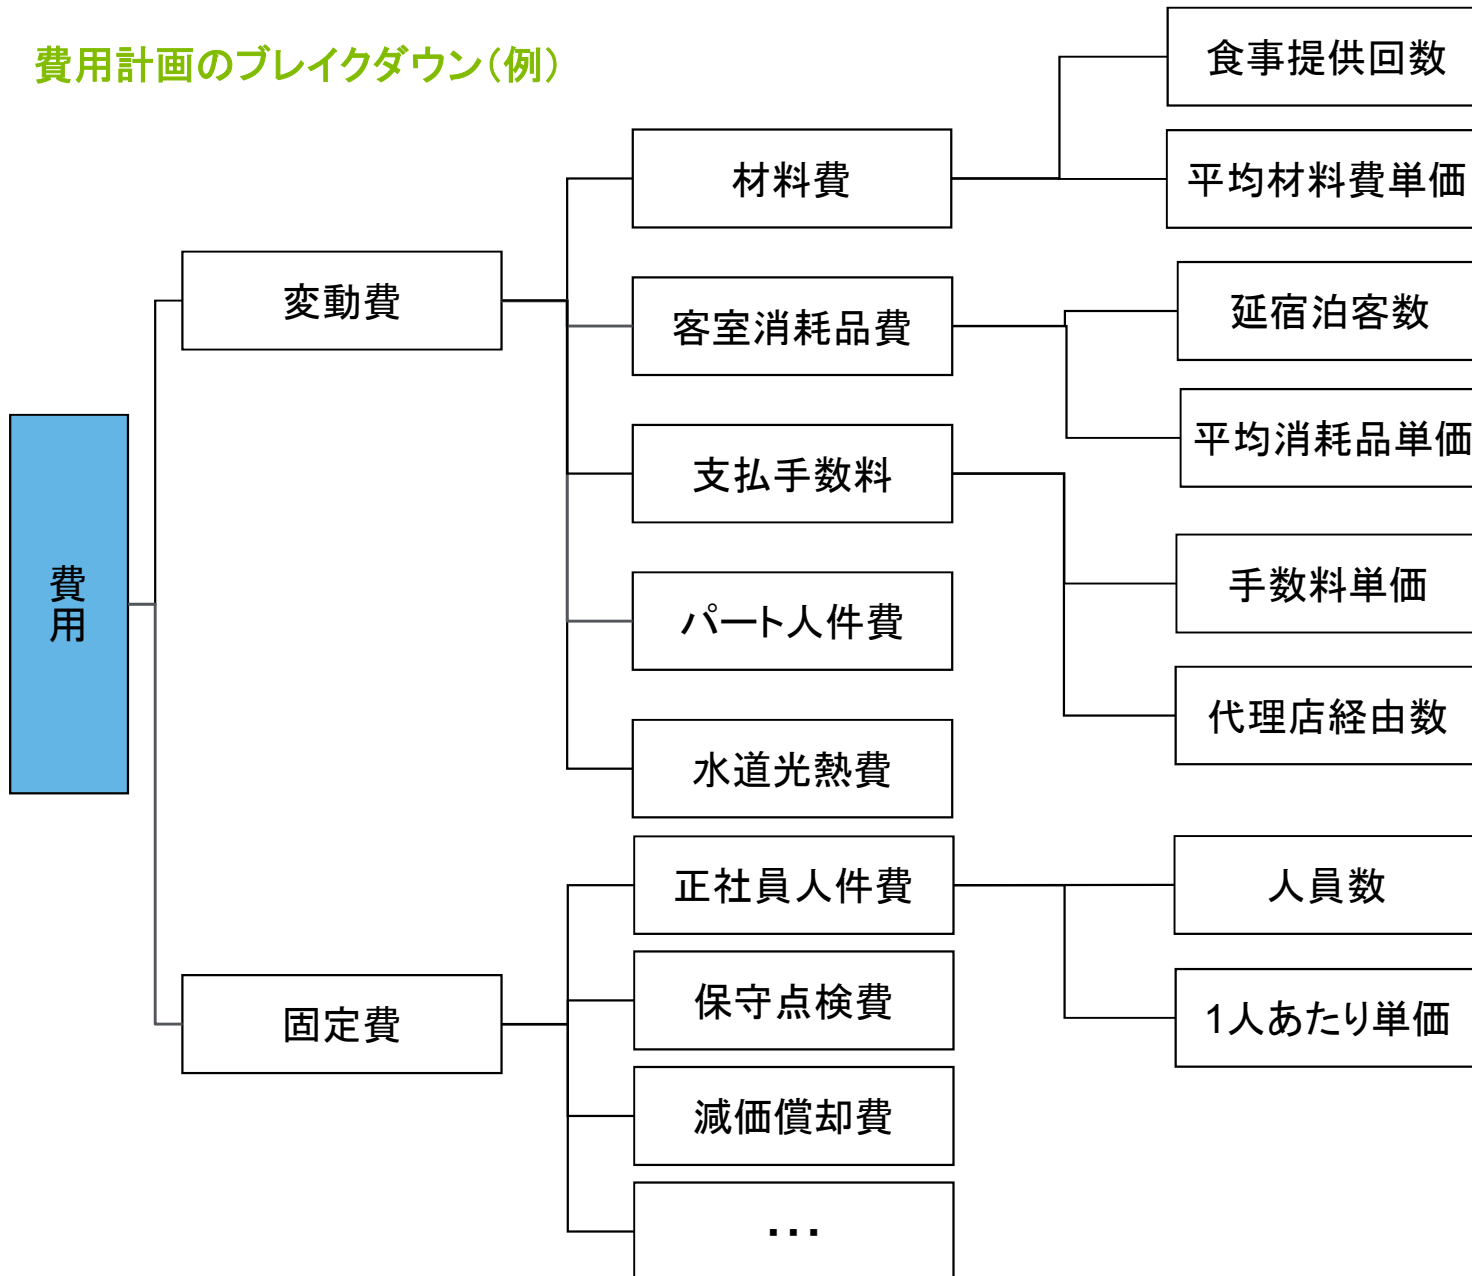 費用計画のブレイクダウン（例）
費用
変動費
材料費
食事提供回数
平均材料費単価
客室消耗品費
延宿泊客数
平均消耗品単価
支払手数料
手数料単価
代理店経由数
パート人件費
水道光熱費
固定費
正社員人件費
人員数
1人あたり単価
保守点検費
減価償却費
・・・